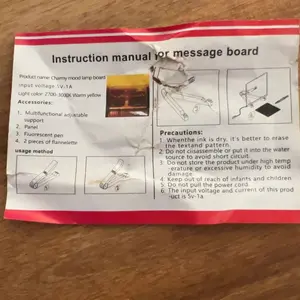 Instruction manual for message board
Product name: Charmy mood lamp board
input voltage 5V-1A
Light color: 2700-3000K Warm yellow
Accessories:
1. Multifunctional adjustable
support
2. Panel
3. Fluorescent pen
4. 2 pieces of flannelette
usage method
Precautions:
1. Whenthe ink is dry, it's better to erase
the textand pattern.
2. Do not disassemble or put it into the water
source to avoid short circuit.
3. Do not store the product under high temp
erature or excessive humidity to avoid
damage
4. Keep out of reach of infants and children
5. Do not pull the power cord.
6. The input voltage and current of this prod
uct is 5v-1a